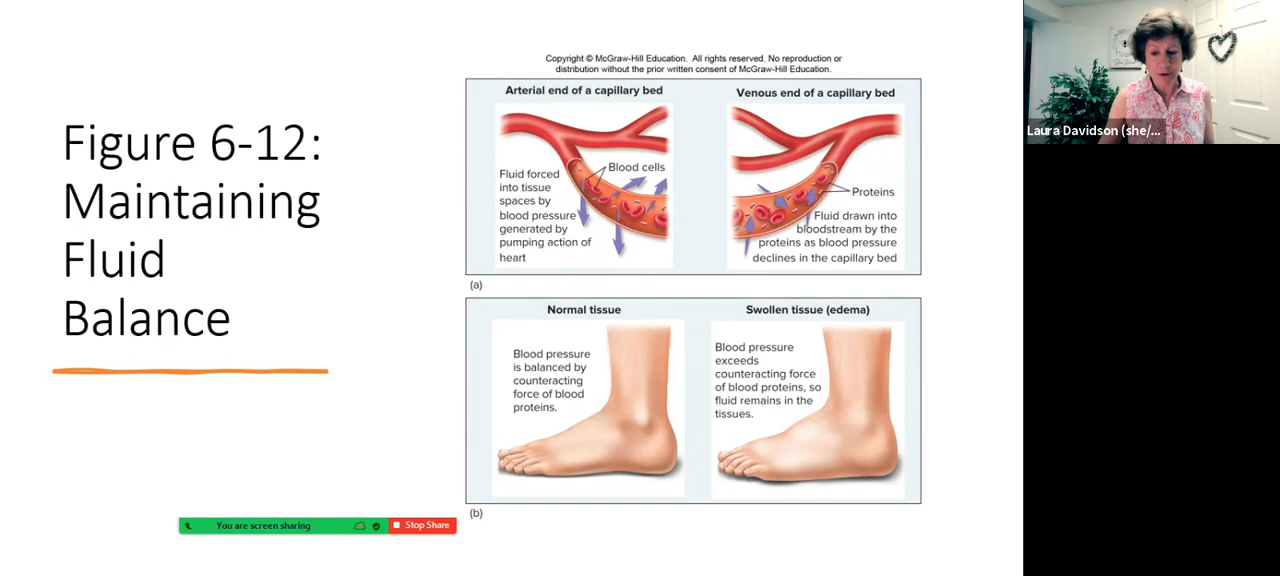 Figure 6-12:
Maintaining
Fluid
Balance
Copyright © McGraw-Hill Education. All rights reserved. No reproduction or
distribution without the prior written consent of McGraw-Hill Education.
Arterial end of a capillary bed
Blood cells
Fluid forced
into tissue
spaces by
blood pressure
generated by
pumping action of
heart
Venous end of a capillary bed
Proteins
Fluid drawn into
bloodstream by the
proteins as blood pressure
declines in the capillary bed
(a)
Normal tissue
Blood pressure
is balanced by
counteracting
force of blood
proteins.
Swollen tissue (edema)
Blood pressure
exceeds
counteracting force
of blood proteins, so
fluid remains in the
tissues.
(b)
You are screen sharing
Stop Share
Laura Davidson (she/...